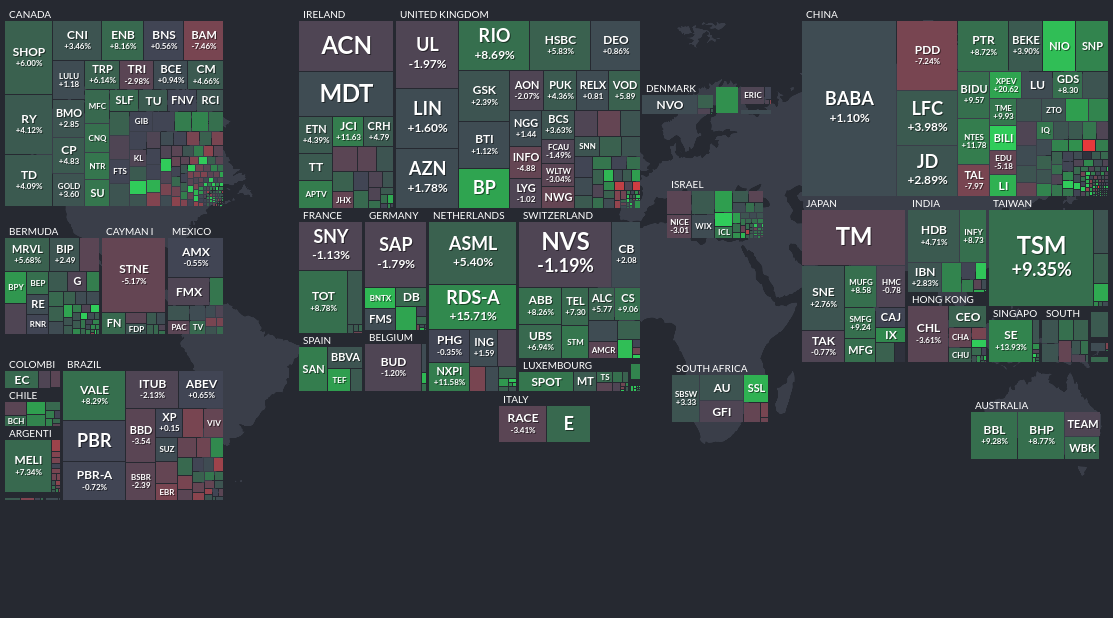 CANADA
SHOP
+6.00%
CNI
+3.46%
ENB
+8.16%
BNS
+0.56%
BAM
-7.46%
LULU
+1.18
TRP
+6.14%
TRI
-2.98%
BCE
+0.94%
CM
+4.66%
RY
+4.12%
BMO
+2.85
MFC
SLF
TU
FNV
RCI
GIB
CNQ
CP
+4.83
KL
NTR
FTS
TD
+4.09%
GOLD
+3.60
SU
IRELAND
ACN
MDT
ETN
+4.39%
JCI
+11.63
CRH
+4.79
TT
APTV
JHX
UNITED KINGDOM
UL
-1.97%
RIO
+8.69%
HSBC
+5.83%
DEO
+0.86%
LIN
+1.60%
GSK
+2.39%
AON
-2.07%
PUK
+4.36%
RELX
+0.81
VOD
+5.89
BTI
+1.12%
NGG
+1.44
BCS
+3.63%
AZN
+1.78%
INFO
-4.88
FCAU
-1.49%
SNN
BP
WLTW
-3.04%
LYG
-1.02
NWG
DENMARK
NVO
ERIC
ISRAEL
NICE
-3.01
WIX
ICL
CHINA
BABA
+1.10%
PDD
-7.24%
PTR
+8.72%
BEKE
+3.90%
NIO
SNP
LFC
+3.98%
BIDU
+9.57
XPEV
+20.62
LU
GDS
+8.30
TME
+9.93
ZTO
NTES
+11.78
BILI
IQ
JD
+2.89%
EDU
-5.18
TAL
-7.97
LI
BERMUDA
MRVL
+5.68%
BIP
+2.49
BPY
BEP
G
RE
RNR
CAYMAN I
STNE
-5.17%
FN
FDP
MEXICO
AMX
-0.55%
FMX
PAC
TV
FRANCE
SNY
-1.13%
TOT
+8.78%
GERMANY
SAP
-1.79%
BNTX
DB
FMS
NETHERLANDS
ASML
+5.40%
RDS-A
+15.71%
PHG
-0.35%
ING
+1.59
NXPI
+11.58%
SWITZERLAND
NVS
-1.19%
CB
+2.08
ABB
+8.26%
TEL
+7.30
ALC
+5.77
CS
+9.06
UBS
+6.94%
STM
AMCR
SPAIN
SAN
BBVA
TEF
BELGIUM
BUD
-1.20%
LUXEMBOURG
SPOT
MT
TS
ITALY
RACE
-3.41%
E
JAPAN
TM
SNE
+2.76%
MUFG
+8.58
HMC
-0.78
SMFG
+9.24
CAJ
IX
TAK
-0.77%
MFG
INDIA
HDB
+4.71%
INFY
+8.73
IBN
+2.83%
TAIWAN
TSM
+9.35%
HONG KONG
CHL
-3.61%
CEO
CHA
CHU
SINGAPO
SE
+13.93%
SOUTH
COLOMBI
EC
CHILE
BCH
ARGENTI
MELI
+7.34%
BRAZIL
VALE
+8.29%
ITUB
-2.13%
ABEV
+0.65%
PBR
BBD
-3.54
XP
+0.15
VIV
SUZ
PBR-A
-0.72%
BSBR
-2.39
EBR
SOUTH AFRICA
SBSW
+3.33
AU
SSL
GFI
AUSTRALIA
BBL
+9.28%
BHP
+8.77%
TEAM
WBK